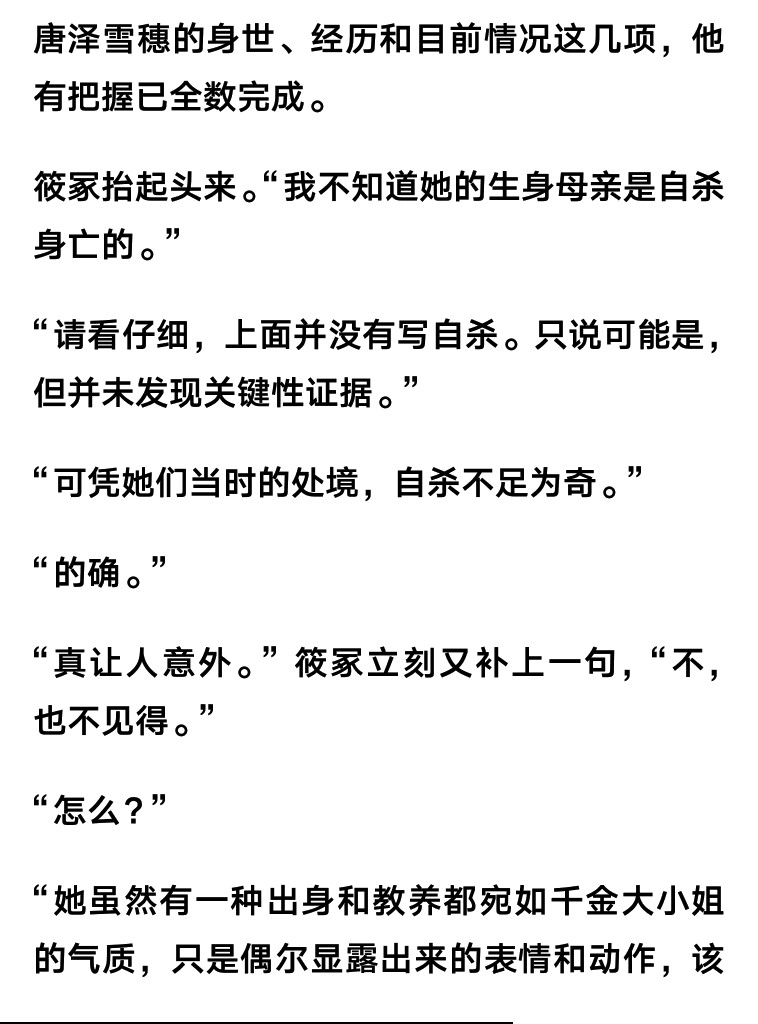 唐泽雪穗的身世、经历和目前情况这几项，他
有把握已全数完成。
筱冢抬起头来。“我不知道她的生身母亲是自杀
身亡的。”
“请看仔细，上面并没有写自杀。只说可能是，
但并未发现关键性证据。”
“可凭她们当时的处境，自杀不足为奇。”
“的确。”
“真让人意外。”筱冢立刻又补上一句，“不，
也不见得。”
“怎么？”
“她虽然有一种出身和教养都宛如千金大小姐
的气质，只是偶尔显露出来的表情和动作，该